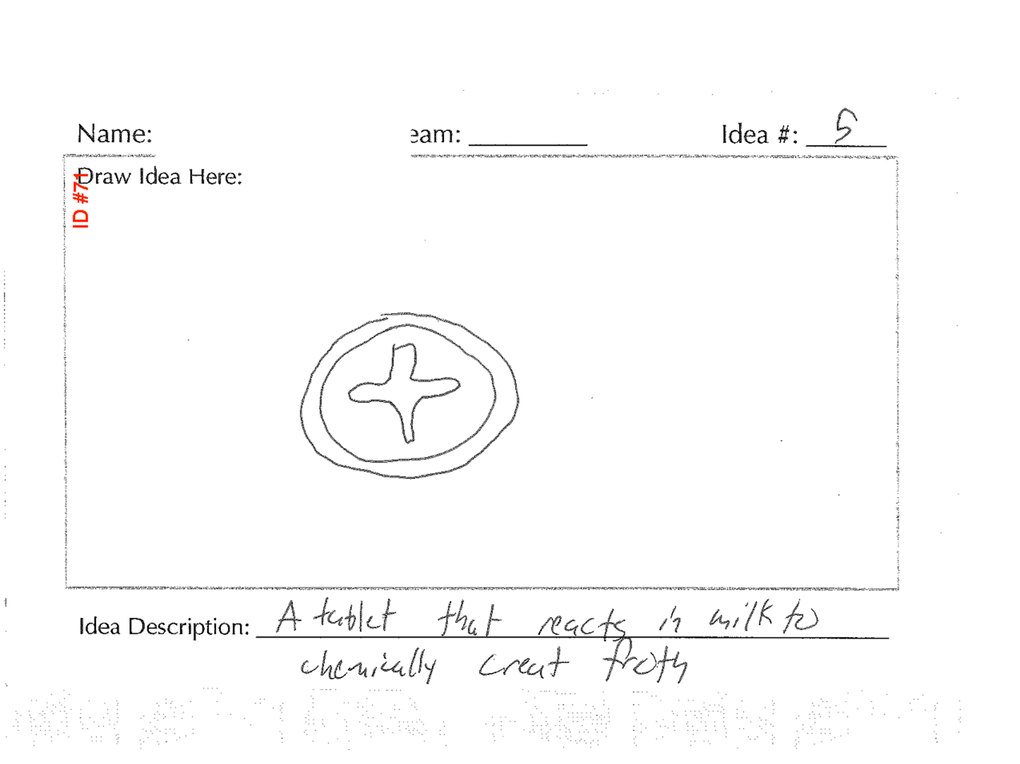 Name: eam: Idea #: 5
Draw Idea Here:
ID #71
Idea Description: A tablet that reacts in milk to
chemically creat froth